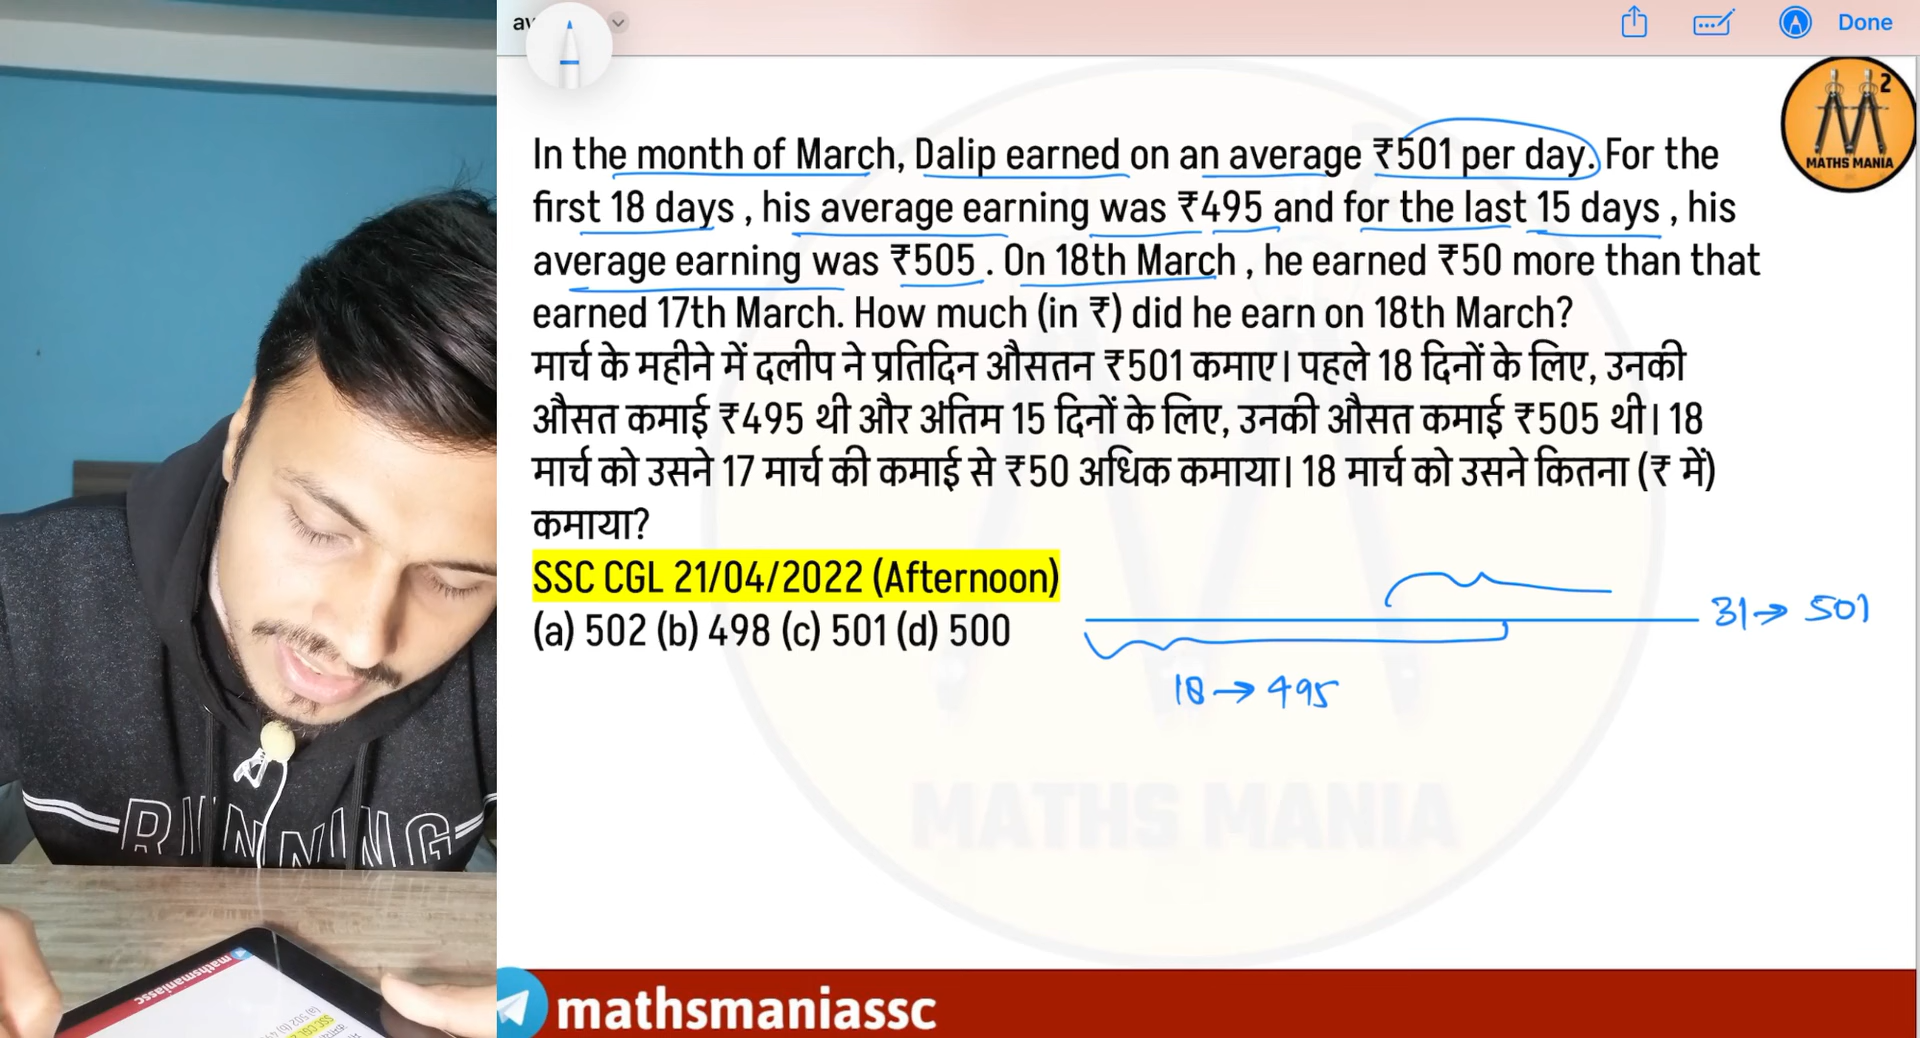 Done
2
MATHS MANIA
In the month of March, Dalip earned on an average ₹501 per day. For the
first 18 days , his average earning was ₹495 and for the last 15 days , his
average earning was ₹505 . On 18th March , he earned ₹50 more than that
earned 17th March. How much (in ₹) did he earn on 18th March?
मार्च के महीने में दलीप ने प्रतिदिन औसतन ₹501 कमाए। पहले 18 दिनों के लिए, उनकी
औसत कमाई ₹495 थी और अंतिम 15 दिनों के लिए, उनकी औसत कमाई ₹505 थी। 18
मार्च को उसने 17 मार्च की कमाई से ₹50 अधिक कमाया। 18 मार्च को उसने कितना (₹ में)
कमाया?
SSC CGL 21/04/2022 (Afternoon)
(a) 502 (b) 498 (c) 501 (d) 500
31→ 501
18→ 495
MATHS MANIA
RUNNING
mathsmaniassc
mathsmaniassc